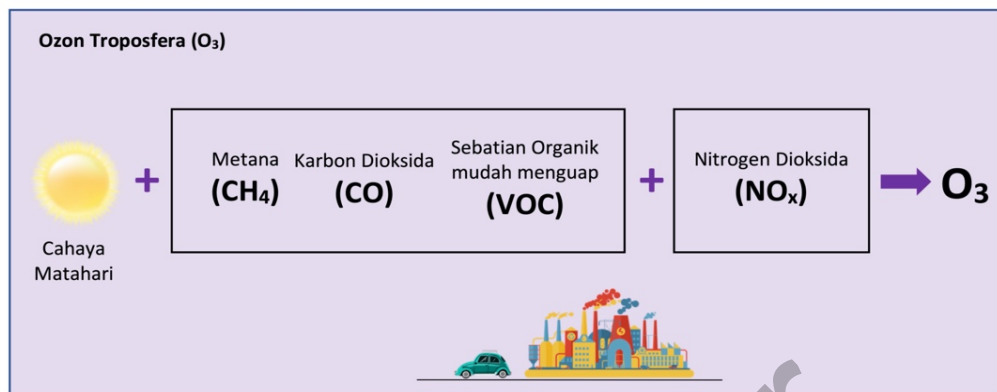 Ozon Troposfera (O₃)
Cahaya
Matahari
+
Metana
(CH₄)
Karbon Dioksida
(CO)
Sebatian Organik
mudah menguap
(VOC)
+
Nitrogen Dioksida
(NOₓ)
O₃